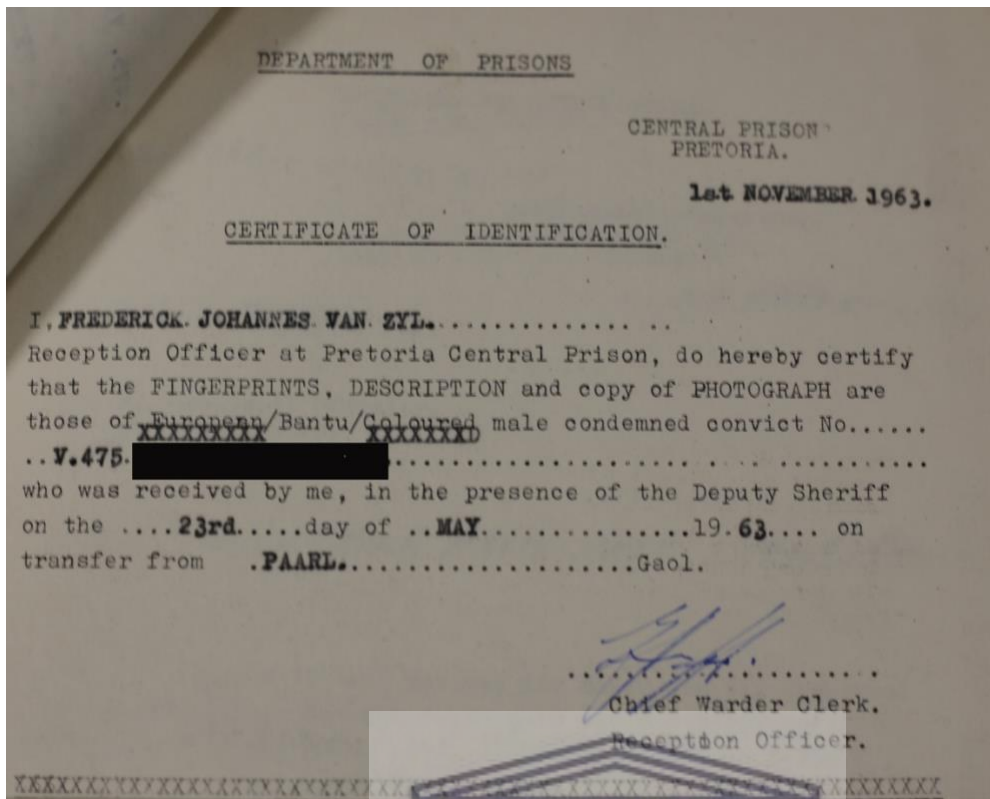 DEPARTMENT OF PRISONS
CENTRAL PRISON
PRETORIA.
1st NOVEMBER 1963.
CERTIFICATE OF IDENTIFICATION.
I, FREDERICK JOHANNES VAN ZYL...............
Reception Officer at Pretoria Central Prison, do hereby certify
that the FINGERPRINTS, DESCRIPTION and copy of PHOTOGRAPH are
those of European/Bantu/Coloured male condemned convict No......
..V.475...............................
who was received by me, in the presence of the Deputy Sheriff
on the ....23rd.....day of ..MAY...............19.63.... on
transfer from .PAARL.......................Gaol.
Chief Warder Clerk.
Reception Officer.